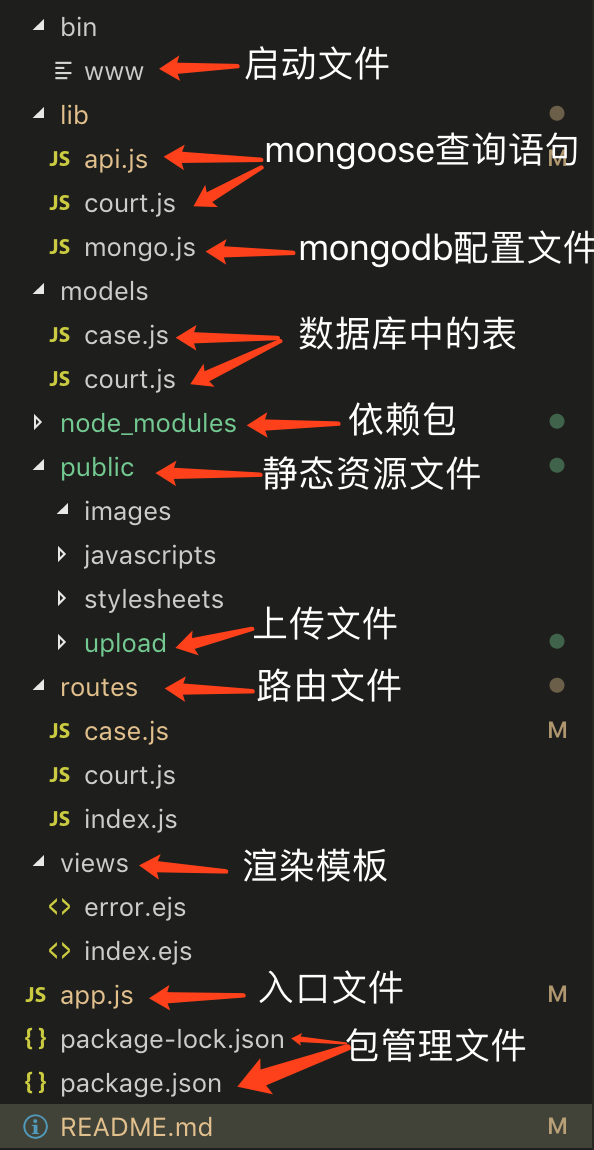 bin
www 启动文件
lib
JS api.js mongoose查询语句 M
JS court.js
JS mongo.js mongodb配置文件
models
JS case.js 数据库中的表
JS court.js
node_modules 依赖包
public 静态资源文件
images
javascripts
stylesheets
upload 上传文件
routes 路由文件
JS case.js M
JS court.js
JS index.js
views 渲染模板
<> error.ejs
<> index.ejs
JS app.js 入口文件 M
{} package-lock.json 包管理文件
{} package.json
README.md M